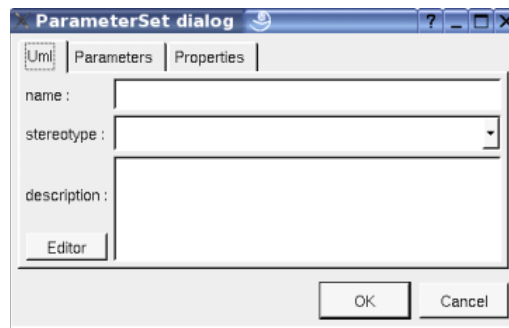 ParameterSet dialog ?
Uml Parameters Properties
name :
stereotype :
description :
Editor
OK Cancel